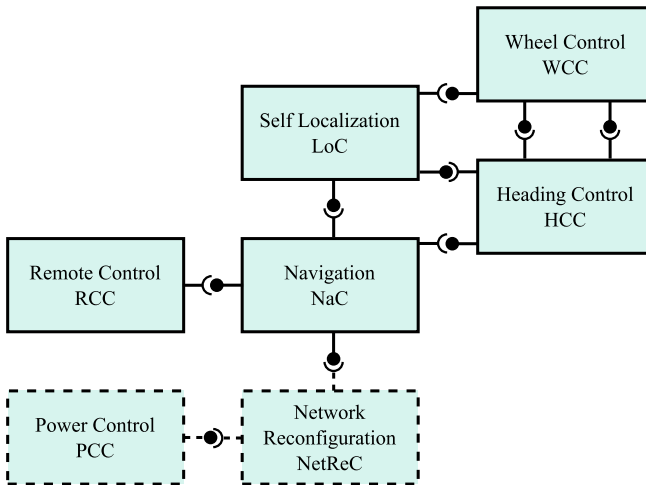 Wheel Control
WCC
Self Localization
LoC
Heading Control
HCC
Remote Control
RCC
Navigation
NaC
Power Control
PCC
Network
Reconfiguration
NetReC